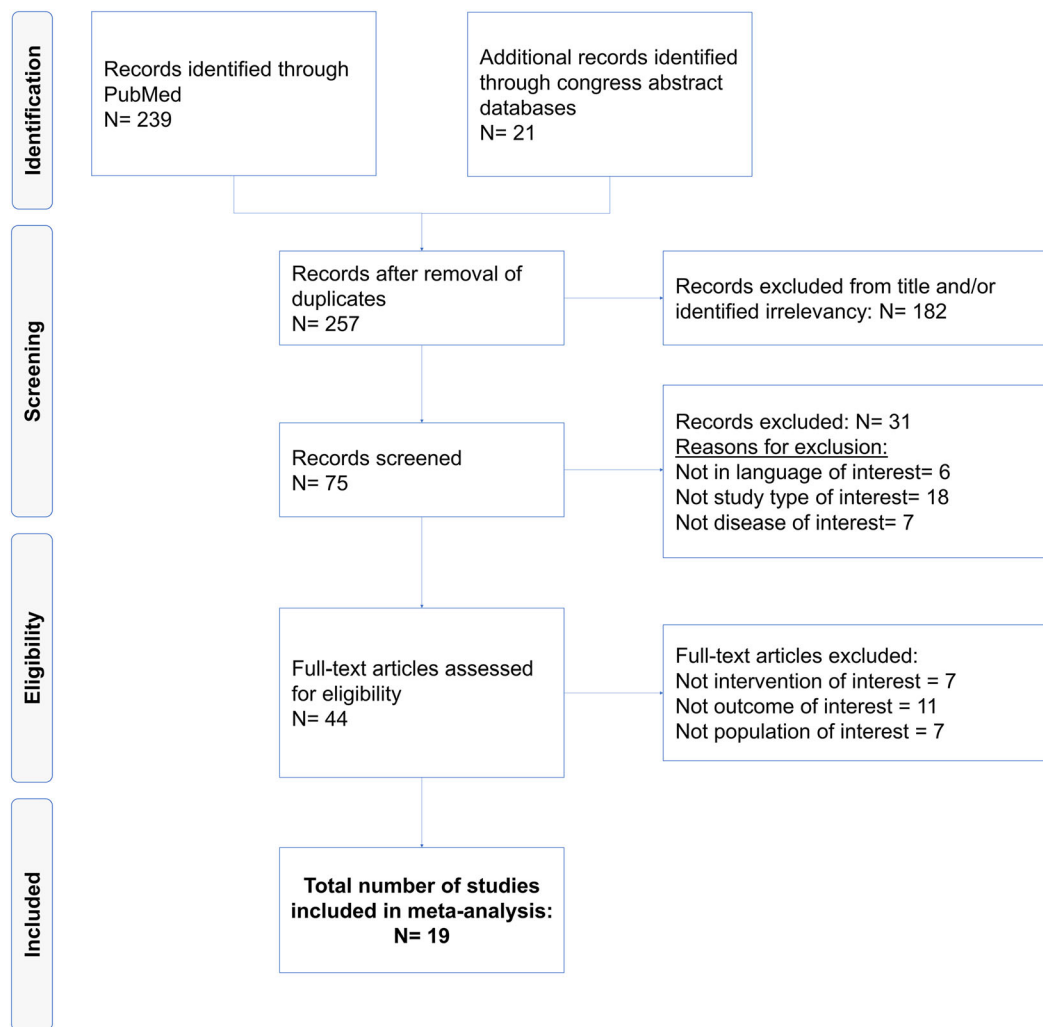 Identification
Records identified through
PubMed
N= 239
Additional records identified
through congress abstract
databases
N= 21
Screening
Records after removal of
duplicates
N= 257
Records excluded from title and/or
identified irrelevancy: N= 182
Records screened
N= 75
Records excluded: N= 31
Reasons for exclusion:
Not in language of interest= 6
Not study type of interest= 18
Not disease of interest= 7
Eligibility
Full-text articles assessed
for eligibility
N= 44
Full-text articles excluded:
Not intervention of interest = 7
Not outcome of interest = 11
Not population of interest = 7
Included
Total number of studies
included in meta-analysis:
N= 19